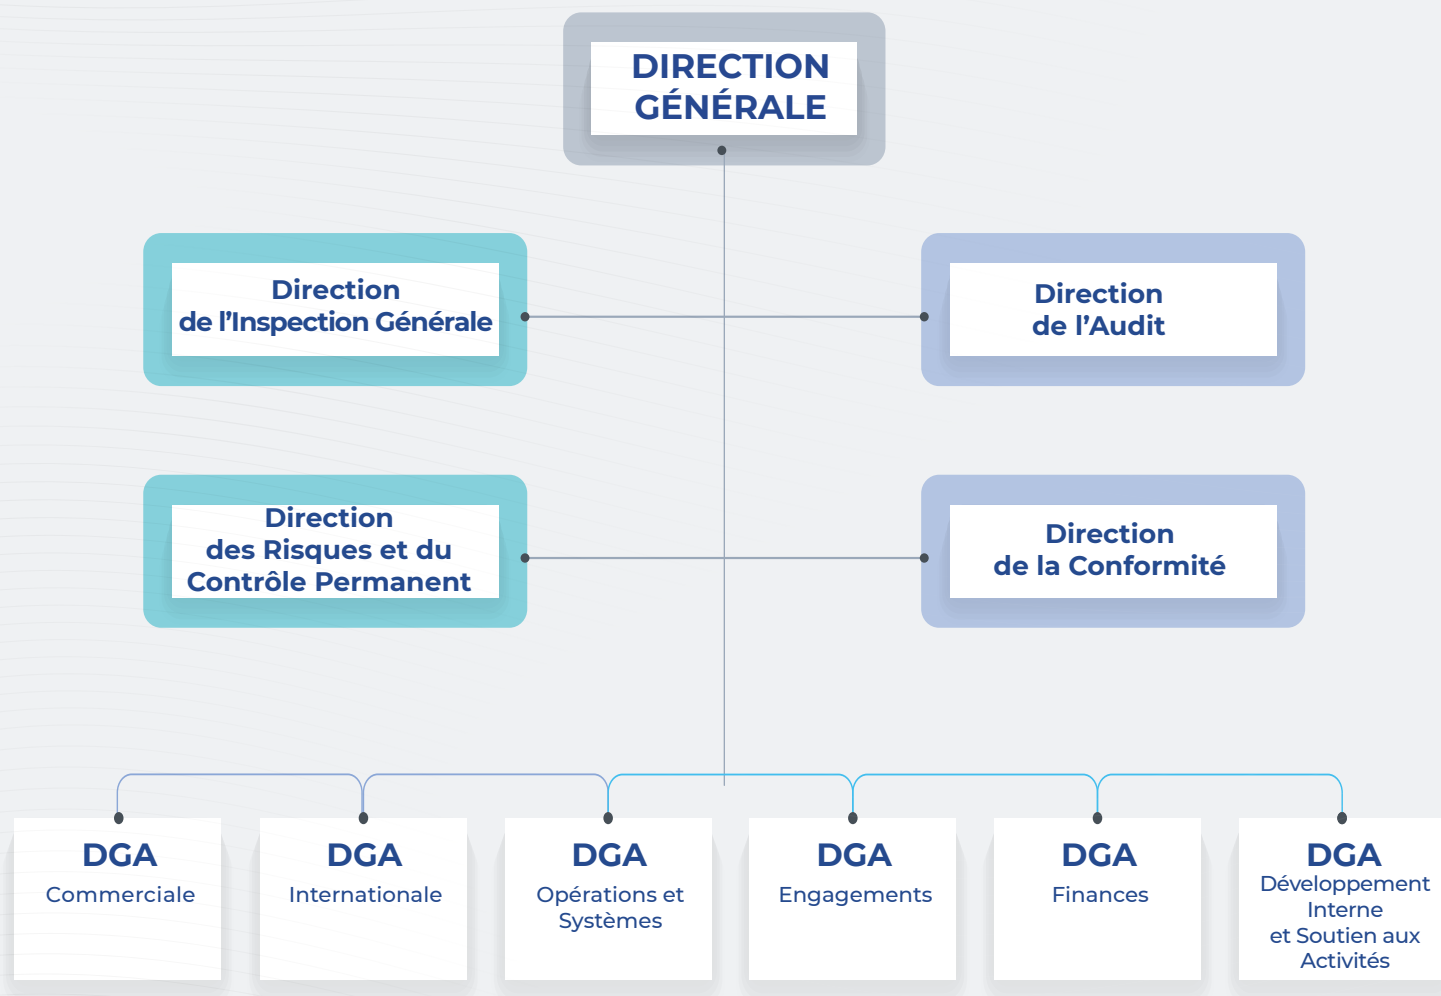 DIRECTION
GÉNÉRALE
Direction
de l’Inspection Générale
Direction
de l’Audit
Direction
des Risques et du
Contrôle Permanent
Direction
de la Conformité
DGA
Commerciale
DGA
Internationale
DGA
Opérations et
Systèmes
DGA
Engagements
DGA
Finances
DGA
Développement
Interne
et Soutien aux
Activités